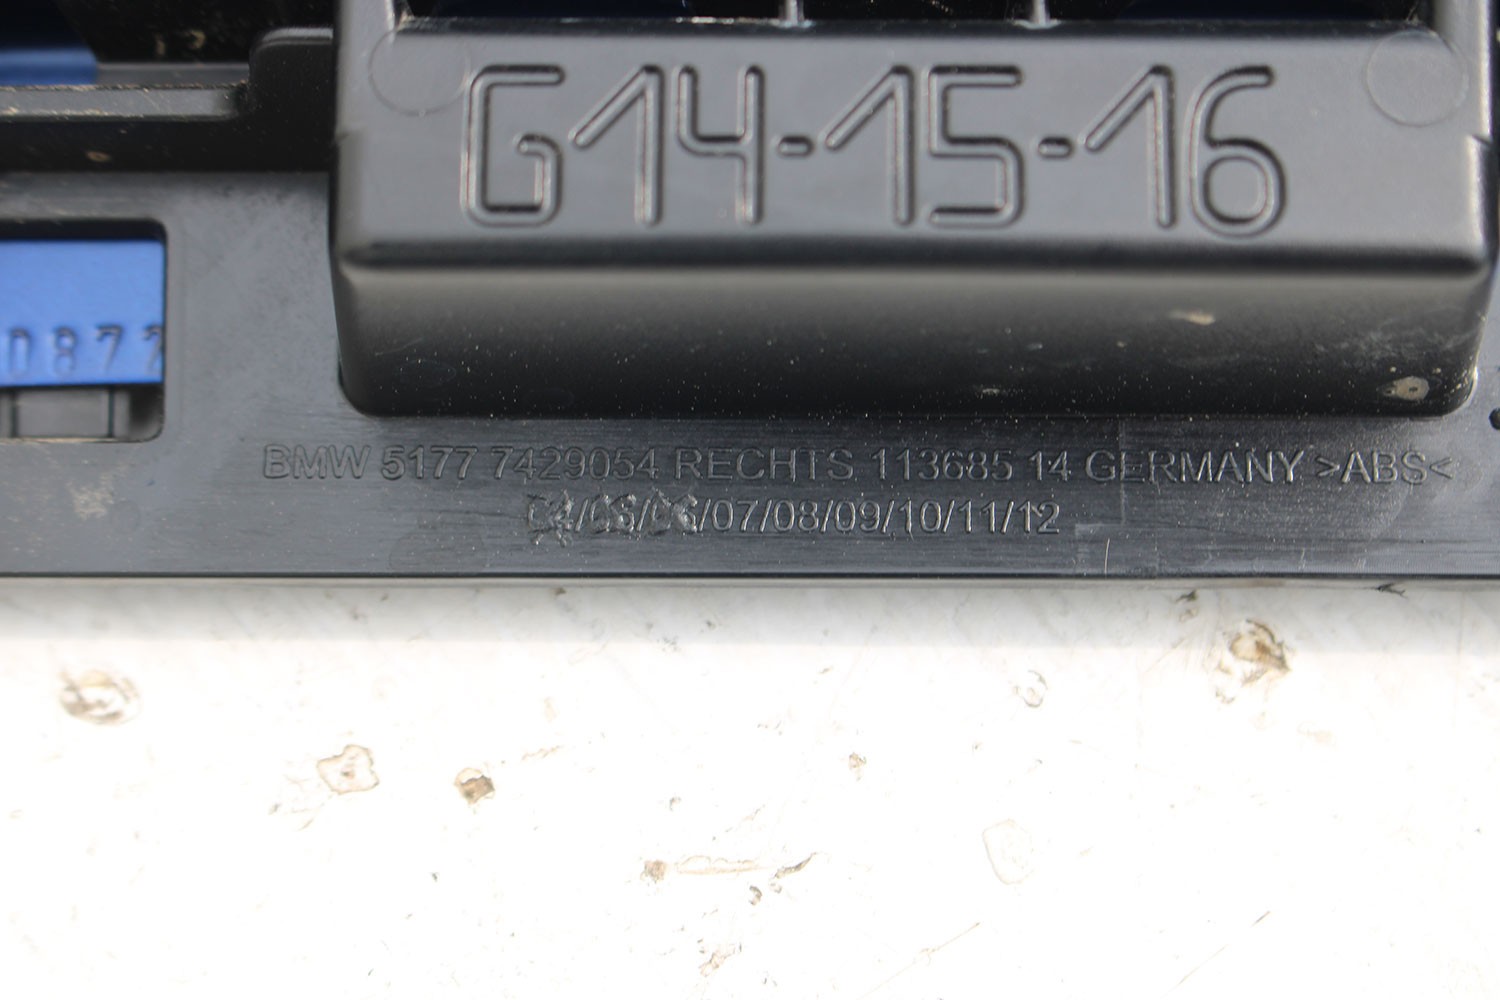 G14-15-16
0877
BMW 5177 7429054 RECHTS 113685 14 GERMANY >ABS<
/07/08/09/10/11/12